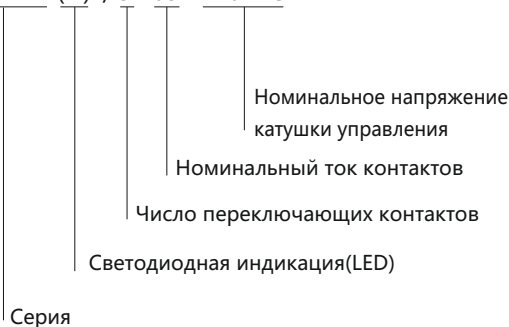 Номинальное напряжение
катушки управления
Номинальный ток контактов
Число переключающих контактов
Светодиодная индикация(LED)
Серия